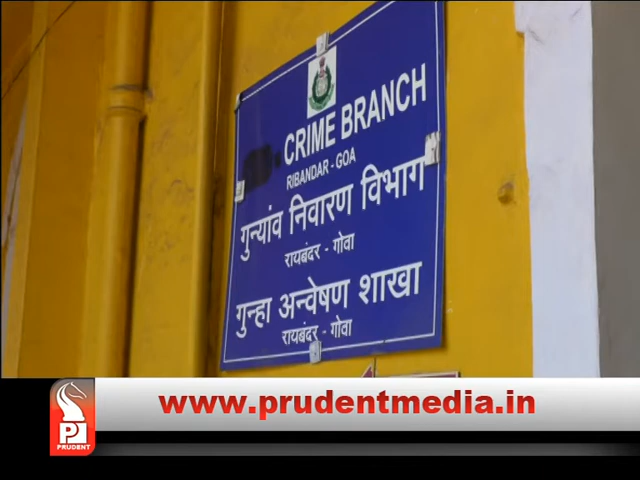 CRIME BRANCH
RIBANDAR - GOA
गुन्यांव निवारण विभाग
रायबंदर - गोवा
गुन्हा अन्वेषण शाखा
रायबंदर - गोवा
www.prudentmedia.in
P
PRUDENT